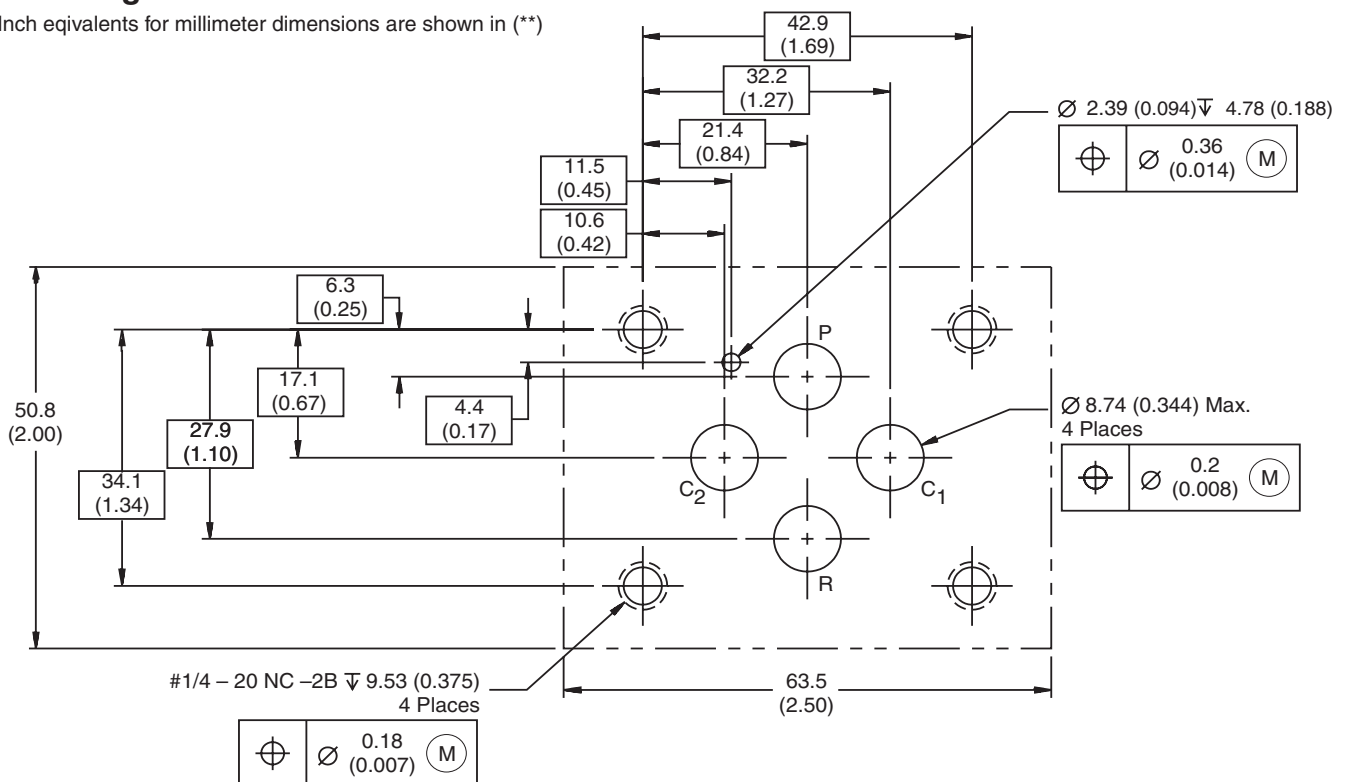 Inch eqivalents for millimeter dimensions are shown in (**)
42.9
(1.69)
32.2
(1.27)
21.4
(0.84)
11.5
(0.45)
10.6
(0.42)
Ø 2.39 (0.094)↧ 4.78 (0.188)
⌖ Ø 0.36 (0.014) Ⓜ
6.3
(0.25)
P
17.1
(0.67)
4.4
(0.17)
50.8
(2.00)
27.9
(1.10)
34.1
(1.34)
Ø 8.74 (0.344) Max.
4 Places
⌖ Ø 0.2 (0.008) Ⓜ
C2
C1
R
#1/4 – 20 NC –2B ↧ 9.53 (0.375)
4 Places
⌖ Ø 0.18 (0.007) Ⓜ
63.5
(2.50)